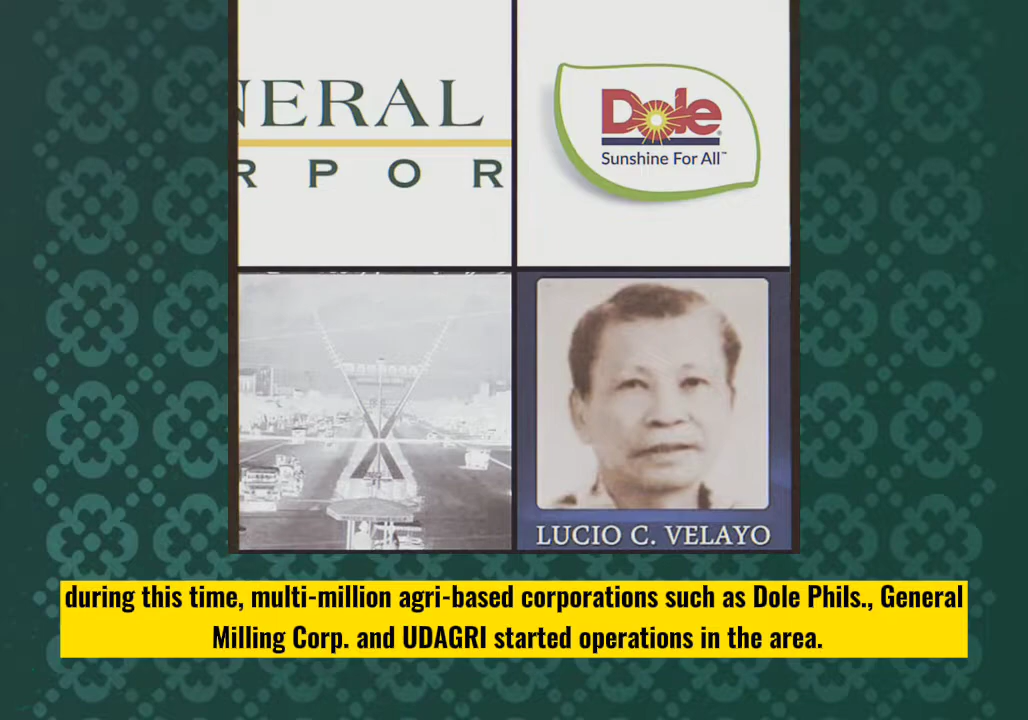 NERAL
RPOR
Dole
Sunshine For All™
LUCIO C. VELAYO
during this time, multi-million agri-based corporations such as Dole Phils., General
Milling Corp. and UDAGRI started operations in the area.